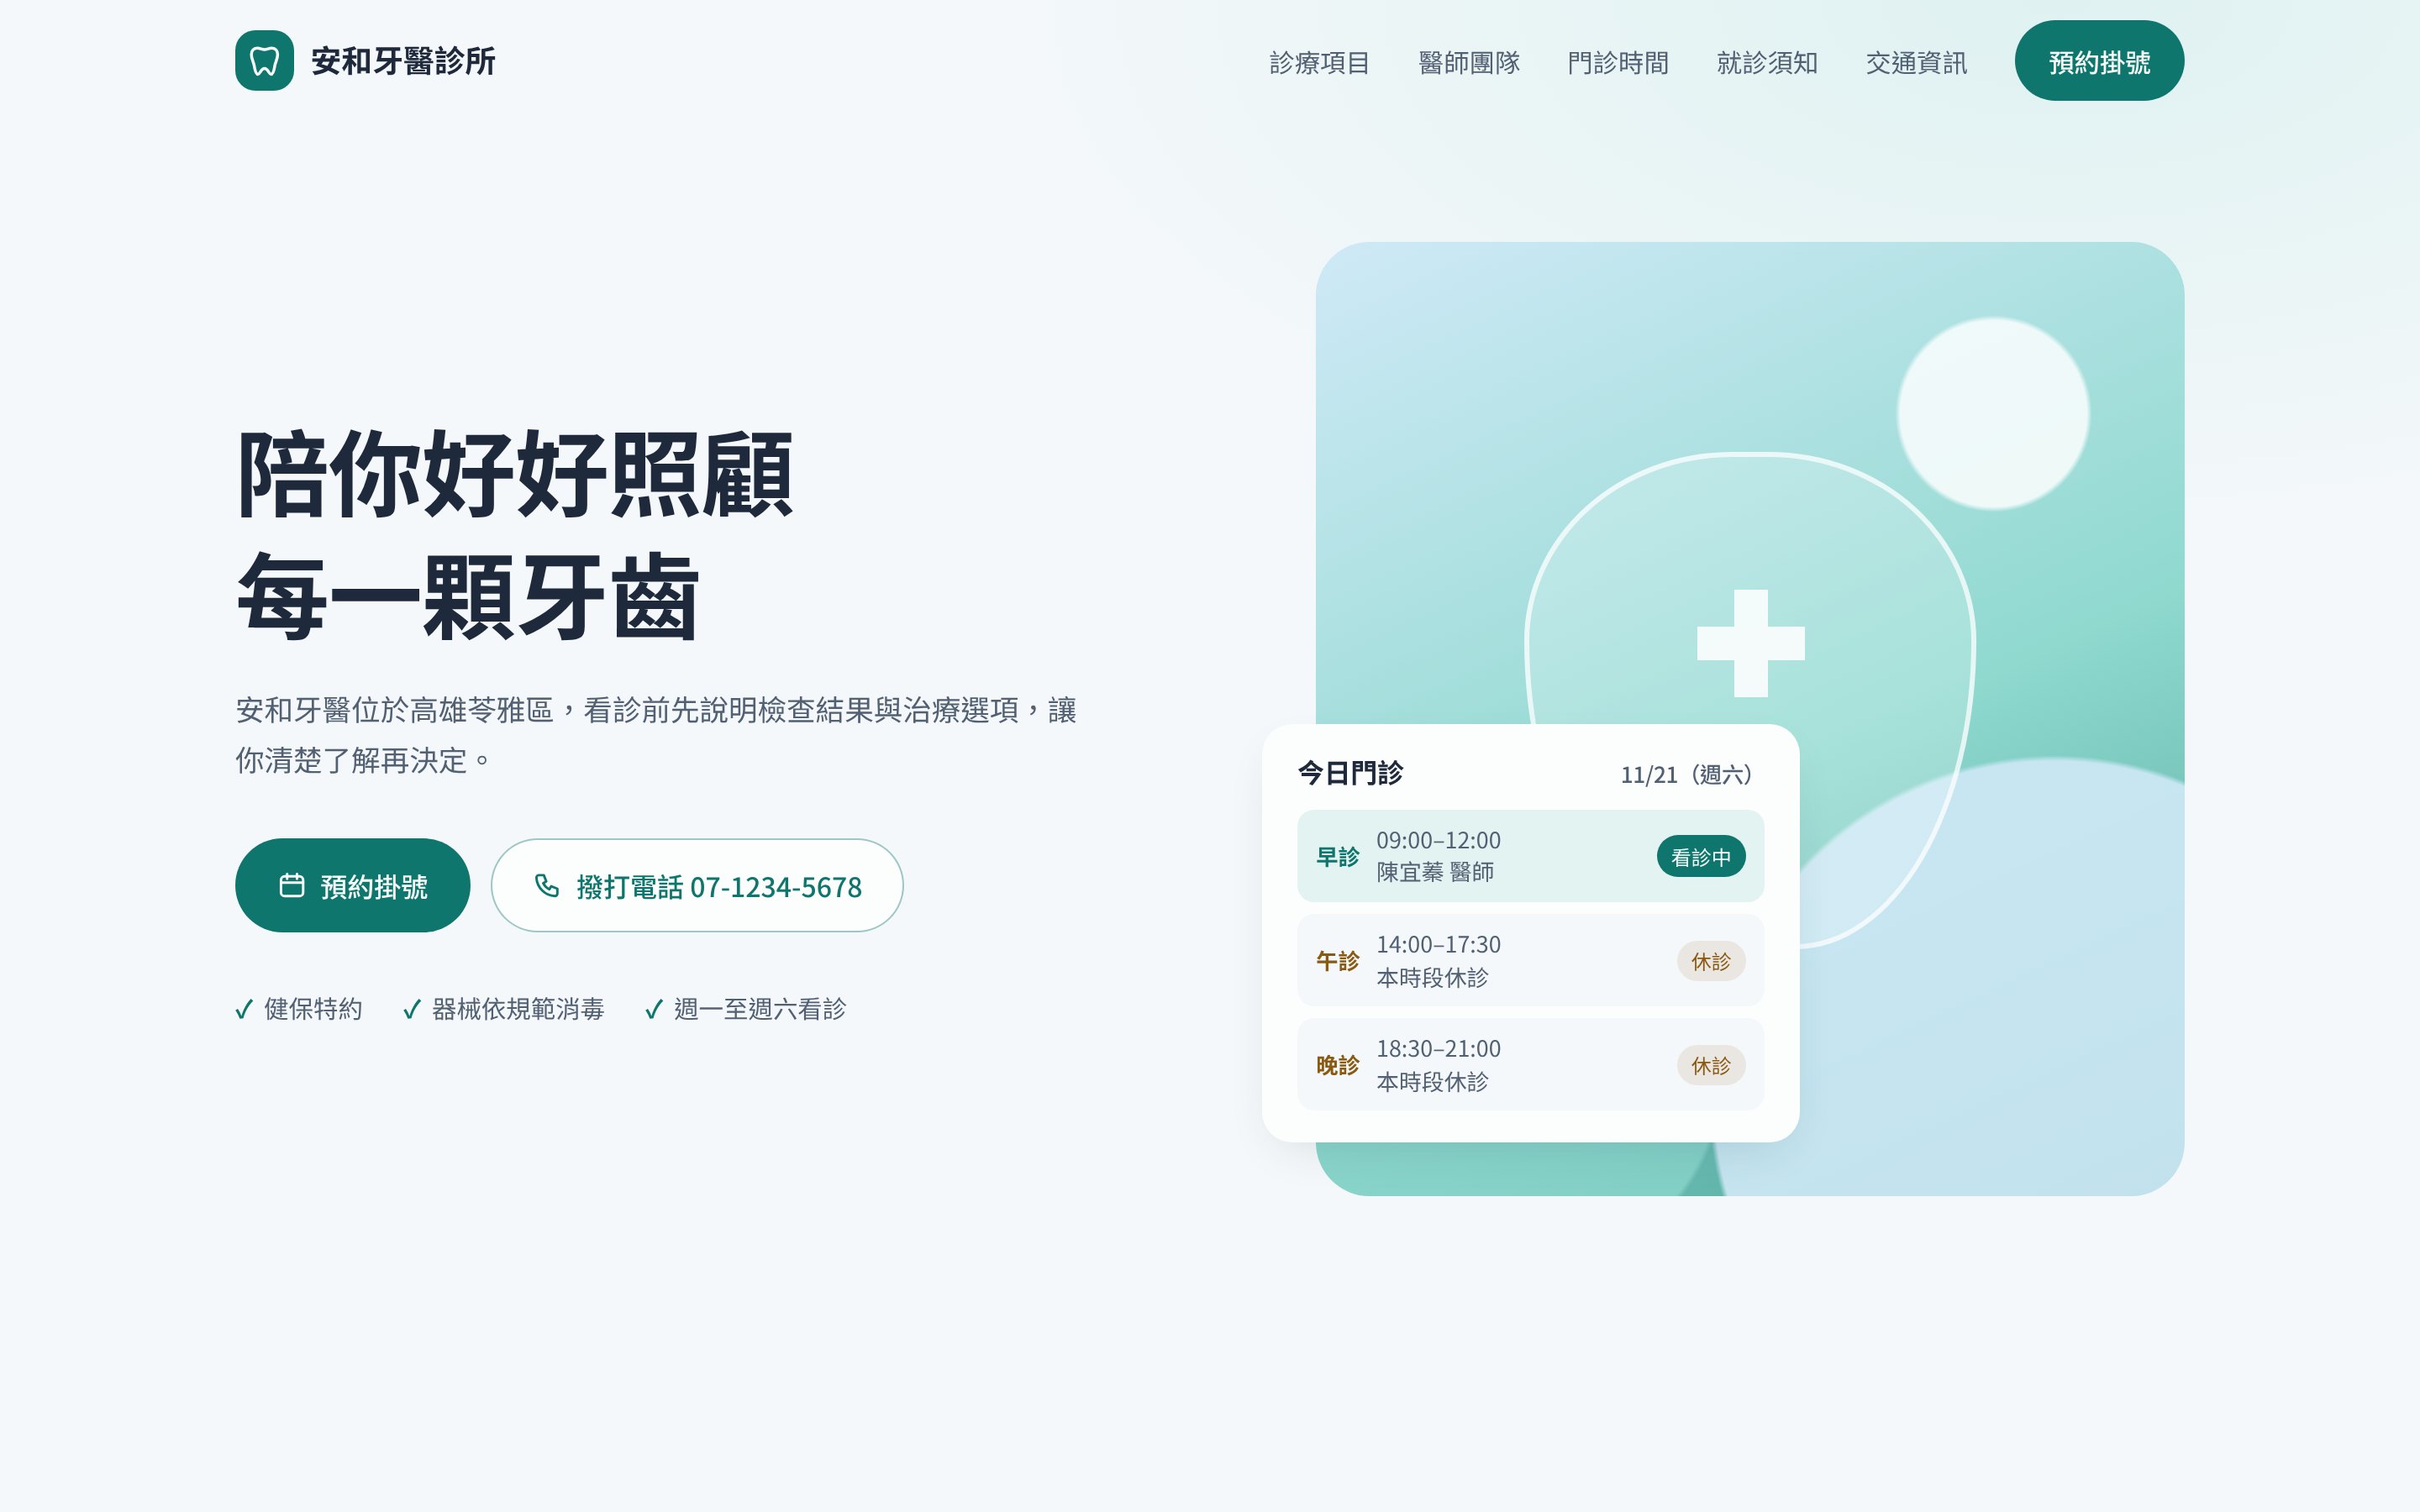 安和牙醫診所
診療項目
醫師團隊
門診時間
就診須知
交通資訊
預約掛號
陪你好好照顧
每一顆牙齒
安和牙醫位於高雄苓雅區，看診前先說明檢查結果與治療選項，讓
你清楚了解再決定。
預約掛號
撥打電話 07-1234-5678
✓ 健保特約
✓ 器械依規範消毒
✓ 週一至週六看診
今日門診
11/21（週六）
早診
09:00–12:00
陳宜蓁 醫師
看診中
午診
14:00–17:30
本時段休診
休診
晚診
18:30–21:00
本時段休診
休診